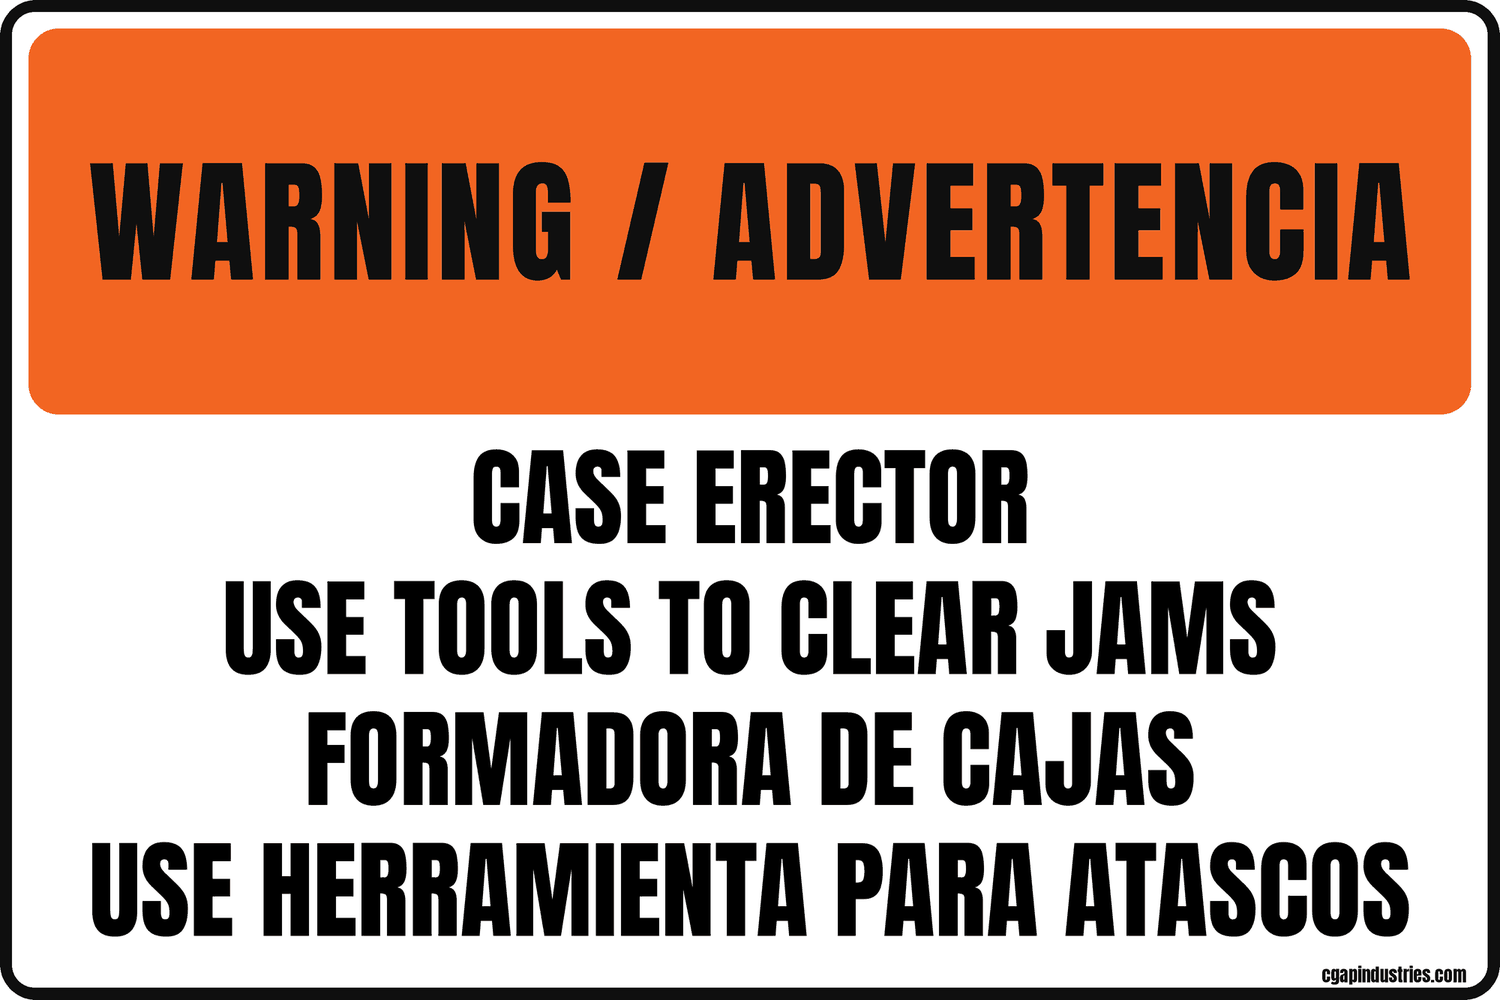 WARNING / ADVERTENCIA
CASE ERECTOR
USE TOOLS TO CLEAR JAMS
FORMADORA DE CAJAS
USE HERRAMIENTA PARA ATASCOS
cgapindustries.com